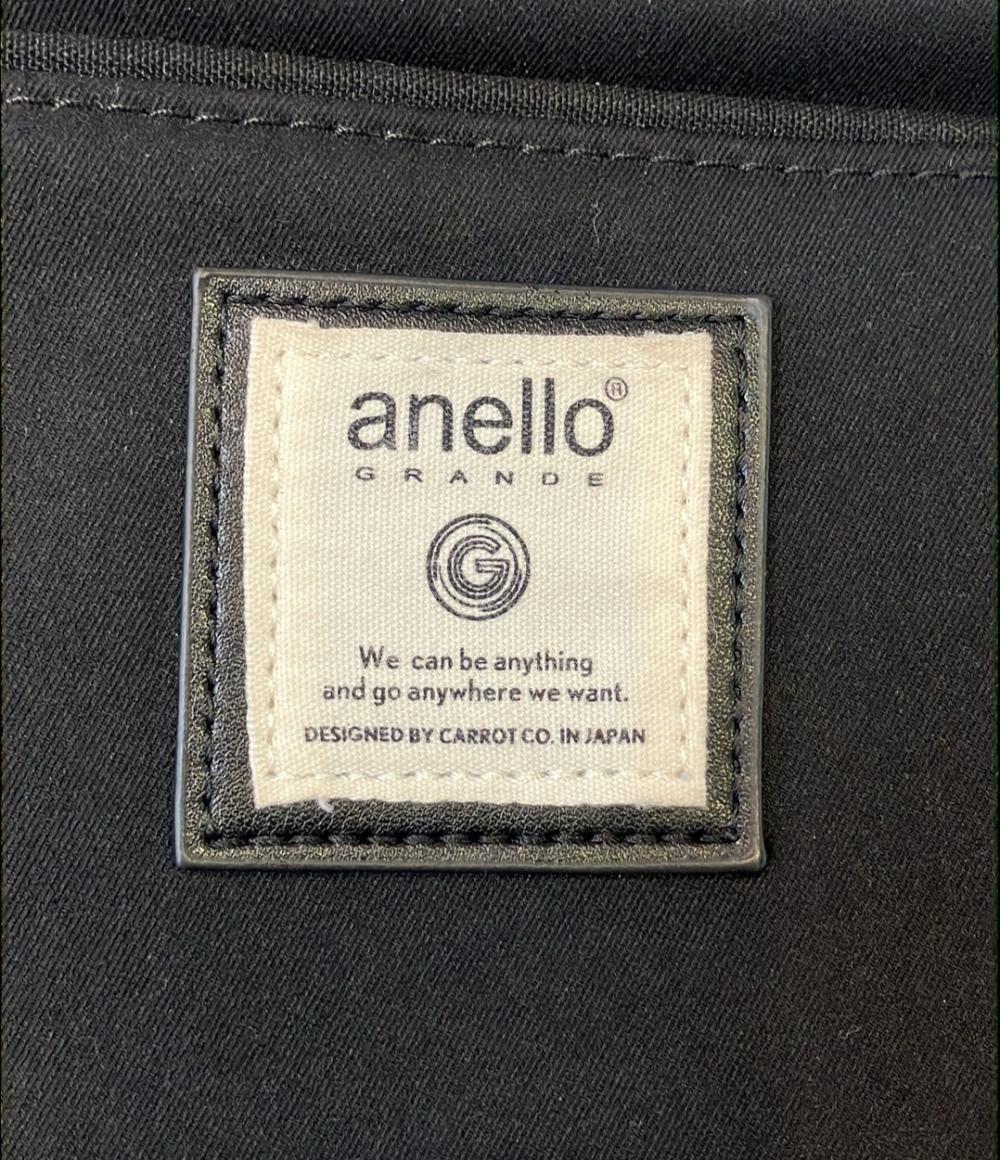 anello®
GRANDE
G
We can be anything
and go anywhere we want.
DESIGNED BY CARROT CO. IN JAPAN